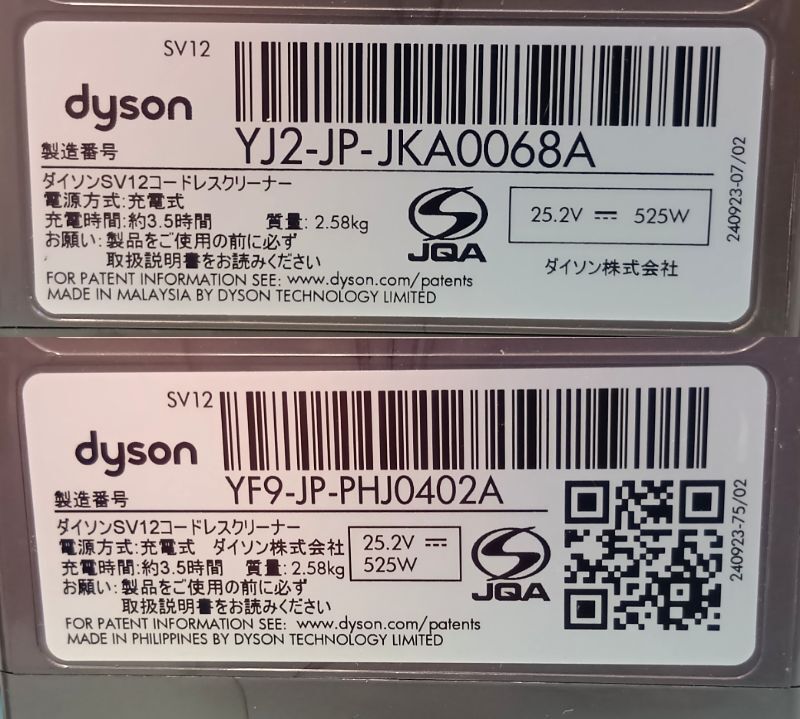 SV12
dyson
製造番号 YJ2-JP-JKA0068A
ダイソンSV12コードレスクリーナー
電源方式:充電式
充電時間:約3.5時間 質量: 2.58kg
お願い: 製品をご使用の前に必ず
取扱説明書をお読みください
FOR PATENT INFORMATION SEE: www.dyson.com/patents
MADE IN MALAYSIA BY DYSON TECHNOLOGY LIMITED
JQA
25.2V ⎓ 525W
ダイソン株式会社
240923-07/02
SV12
dyson
製造番号 YF9-JP-PHJ0402A
ダイソンSV12コードレスクリーナー
電源方式:充電式 ダイソン株式会社
充電時間:約3.5時間 質量: 2.58kg
お願い: 製品をご使用の前に必ず
取扱説明書をお読みください
FOR PATENT INFORMATION SEE: www.dyson.com/patents
MADE IN PHILIPPINES BY DYSON TECHNOLOGY LIMITED
25.2V ⎓
525W
JQA
240923-75/02